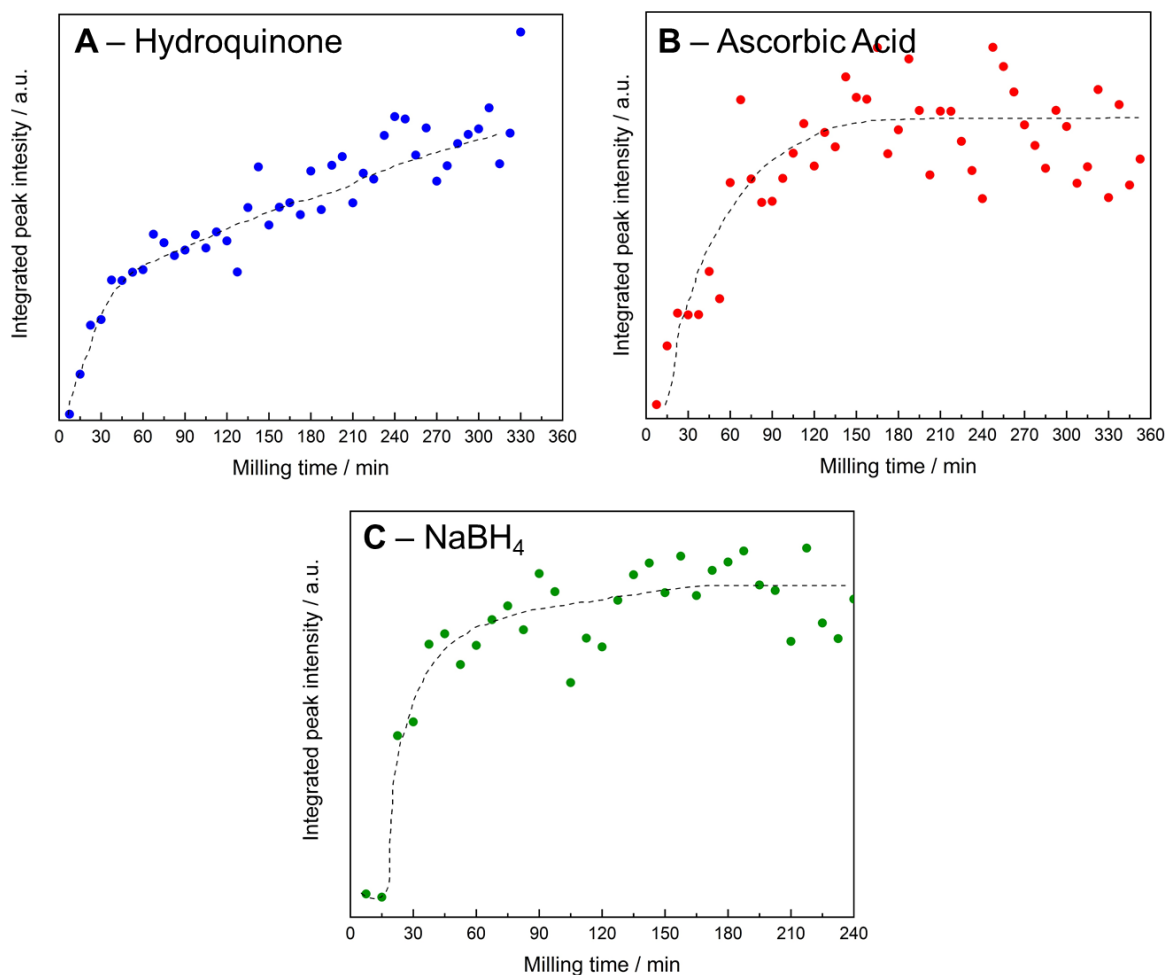 A – Hydroquinone
Integrated peak intesity / a.u.
0 30 60 90 120 150 180 210 240 270 300 330 360
Milling time / min
B – Ascorbic Acid
Integrated peak intensity / a.u.
0 30 60 90 120 150 180 210 240 270 300 330 360
Milling time / min
C – NaBH₄
Integrated peak intensity / a.u.
0 30 60 90 120 150 180 210 240
Milling time / min